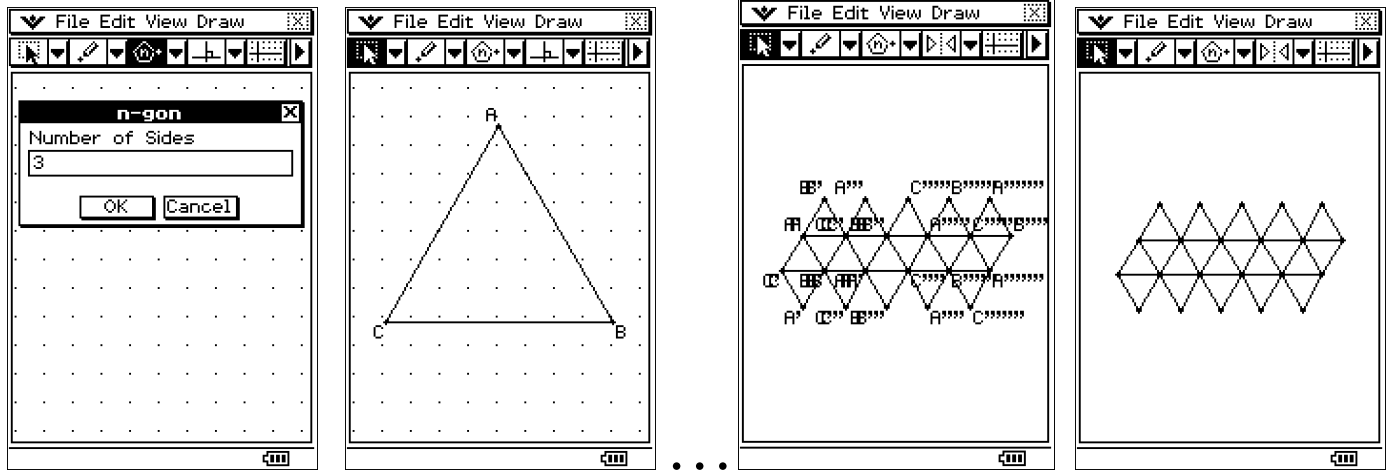 File Edit View Draw
n-gon
Number of Sides
3
OK Cancel
File Edit View Draw
A
C
B
• • •
File Edit View Draw
A''' C'''''B'''''A'''''''
A''''' C'''''B'''''
C'''' B'''''A'''''''
A' A'''' C'''''''
File Edit View Draw